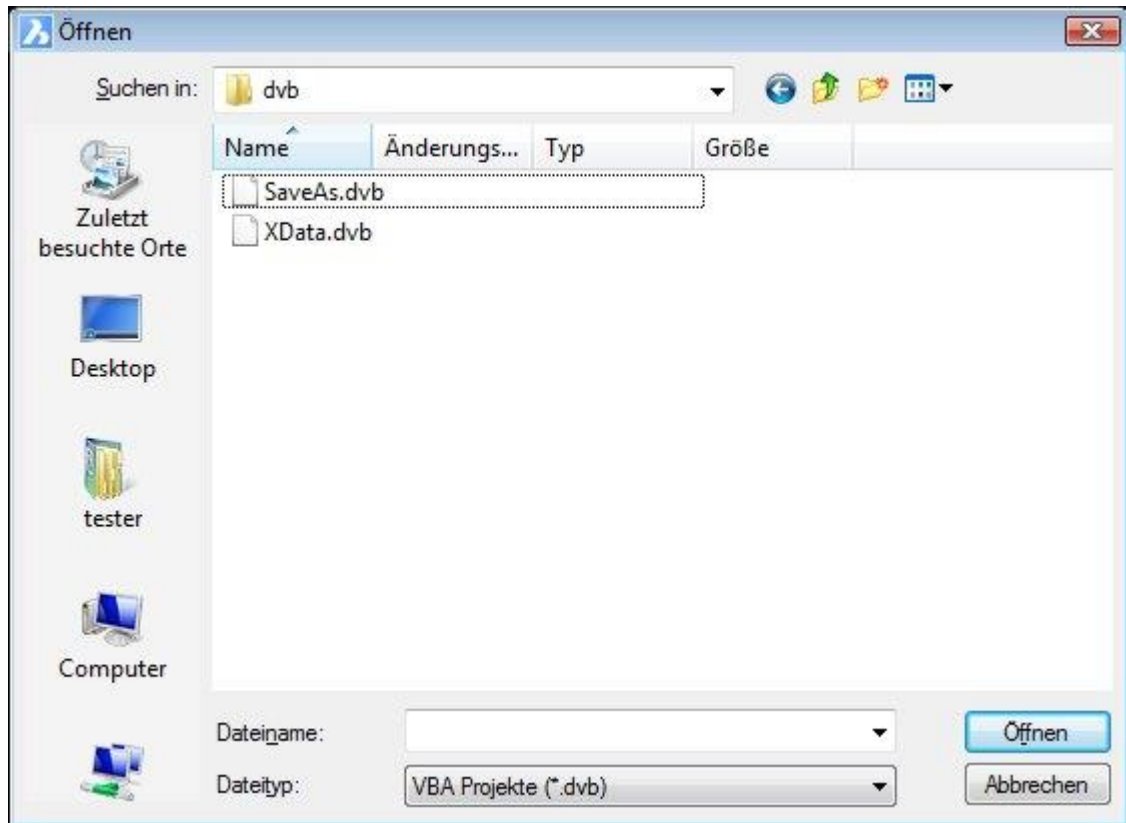 Öffnen
Suchen in: dvb
Name Änderungs... Typ Größe
SaveAs.dvb
XData.dvb
Zuletzt
besuchte Orte
Desktop
tester
Computer
Dateiname: Öffnen
Dateityp: VBA Projekte (*.dvb) Abbrechen